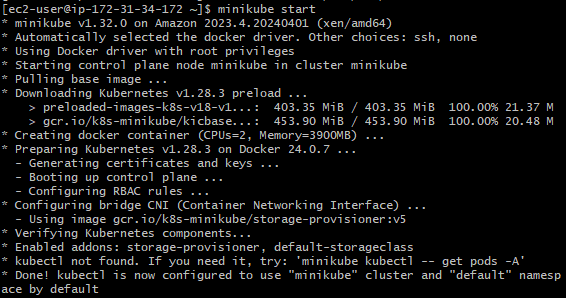 [ec2-user@ip-172-31-34-172 ~]$ minikube start
* minikube v1.32.0 on Amazon 2023.4.20240401 (xen/amd64)
* Automatically selected the docker driver. Other choices: ssh, none
* Using Docker driver with root privileges
* Starting control plane node minikube in cluster minikube
* Pulling base image ...
* Downloading Kubernetes v1.28.3 preload ...
    > preloaded-images-k8s-v18-v1...:  403.35 MiB / 403.35 MiB  100.00% 21.37 M
    > gcr.io/k8s-minikube/kicbase...:  453.90 MiB / 453.90 MiB  100.00% 20.48 M
* Creating docker container (CPUs=2, Memory=3900MB) ...
* Preparing Kubernetes v1.28.3 on Docker 24.0.7 ...
  - Generating certificates and keys ...
  - Booting up control plane ...
  - Configuring RBAC rules ...
* Configuring bridge CNI (Container Networking Interface) ...
  - Using image gcr.io/k8s-minikube/storage-provisioner:v5
* Verifying Kubernetes components...
* Enabled addons: storage-provisioner, default-storageclass
* kubectl not found. If you need it, try: 'minikube kubectl -- get pods -A'
* Done! kubectl is now configured to use "minikube" cluster and "default" namesp
ace by default